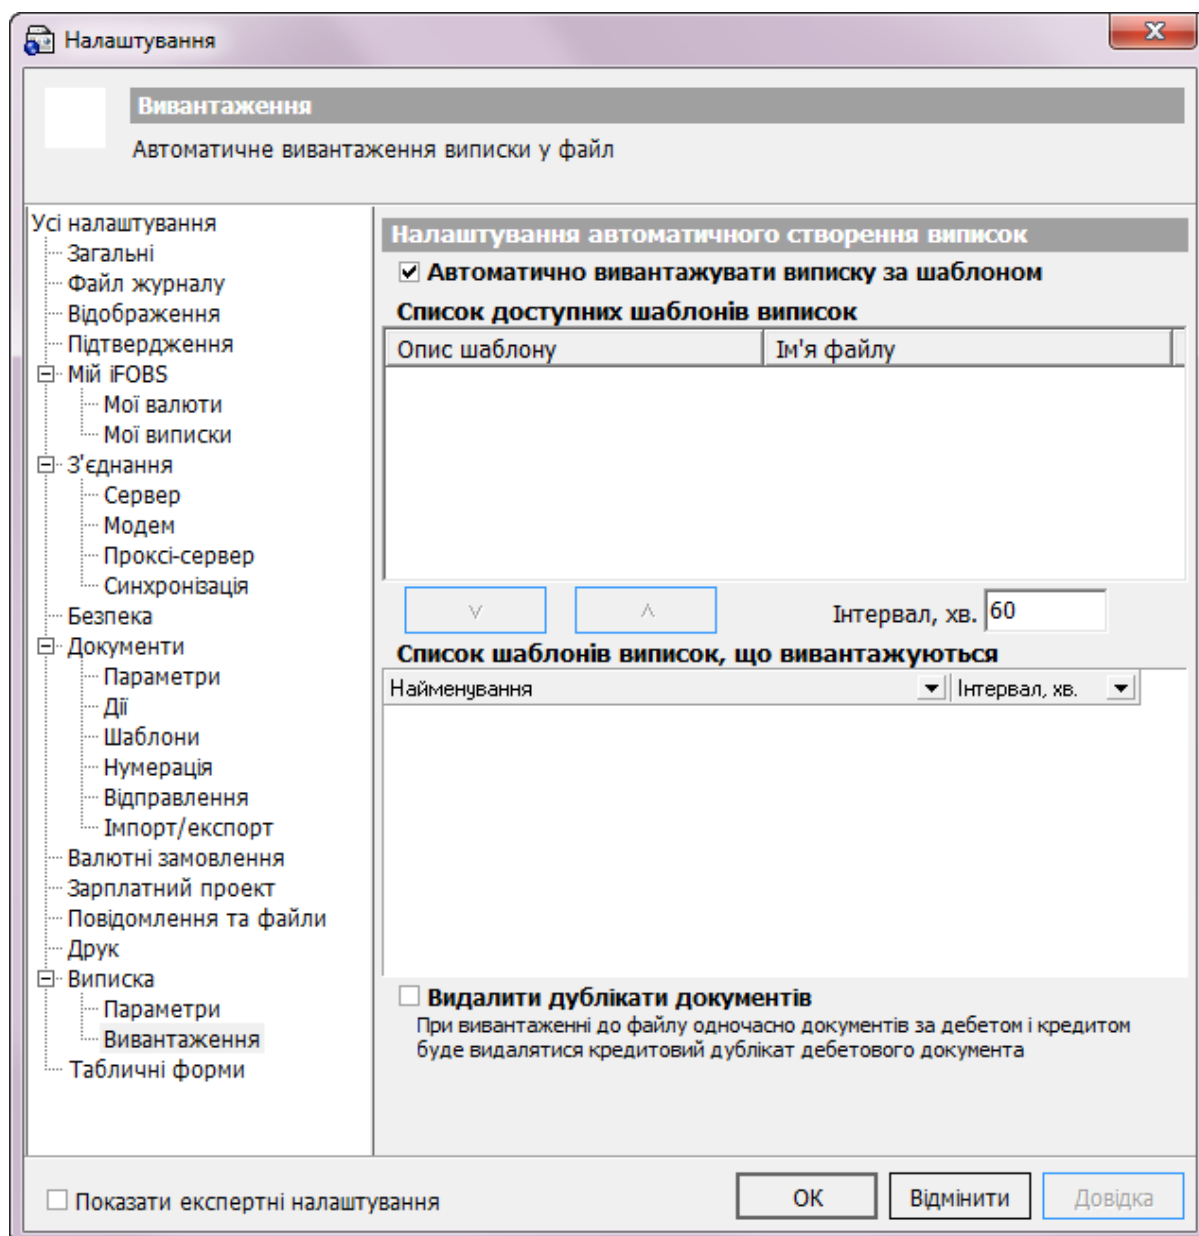 Налаштування
Вивантаження
Автоматичне вивантаження виписки у файл
Усі налаштування
Загальні
Файл журналу
Відображення
Підтвердження
Мій iFOBS
Мої валюти
Мої виписки
З'єднання
Сервер
Модем
Проксі-сервер
Синхронізація
Безпека
Документи
Параметри
Дії
Шаблони
Нумерація
Відправлення
Імпорт/експорт
Валютні замовлення
Зарплатний проект
Повідомлення та файли
Друк
Виписка
Параметри
Вивантаження
Табличні форми
Налаштування автоматичного створення виписок
Автоматично вивантажувати виписку за шаблоном
Список доступних шаблонів виписок
Опис шаблону Ім'я файлу
Інтервал, хв. 60
Список шаблонів виписок, що вивантажуються
Найменування Інтервал, хв.
Видалити дублікати документів
При вивантаженні до файлу одночасно документів за дебетом і кредитом
буде видалятися кредитовий дублікат дебетового документа
Показати експертні налаштування
ОК Відмінити Довідка